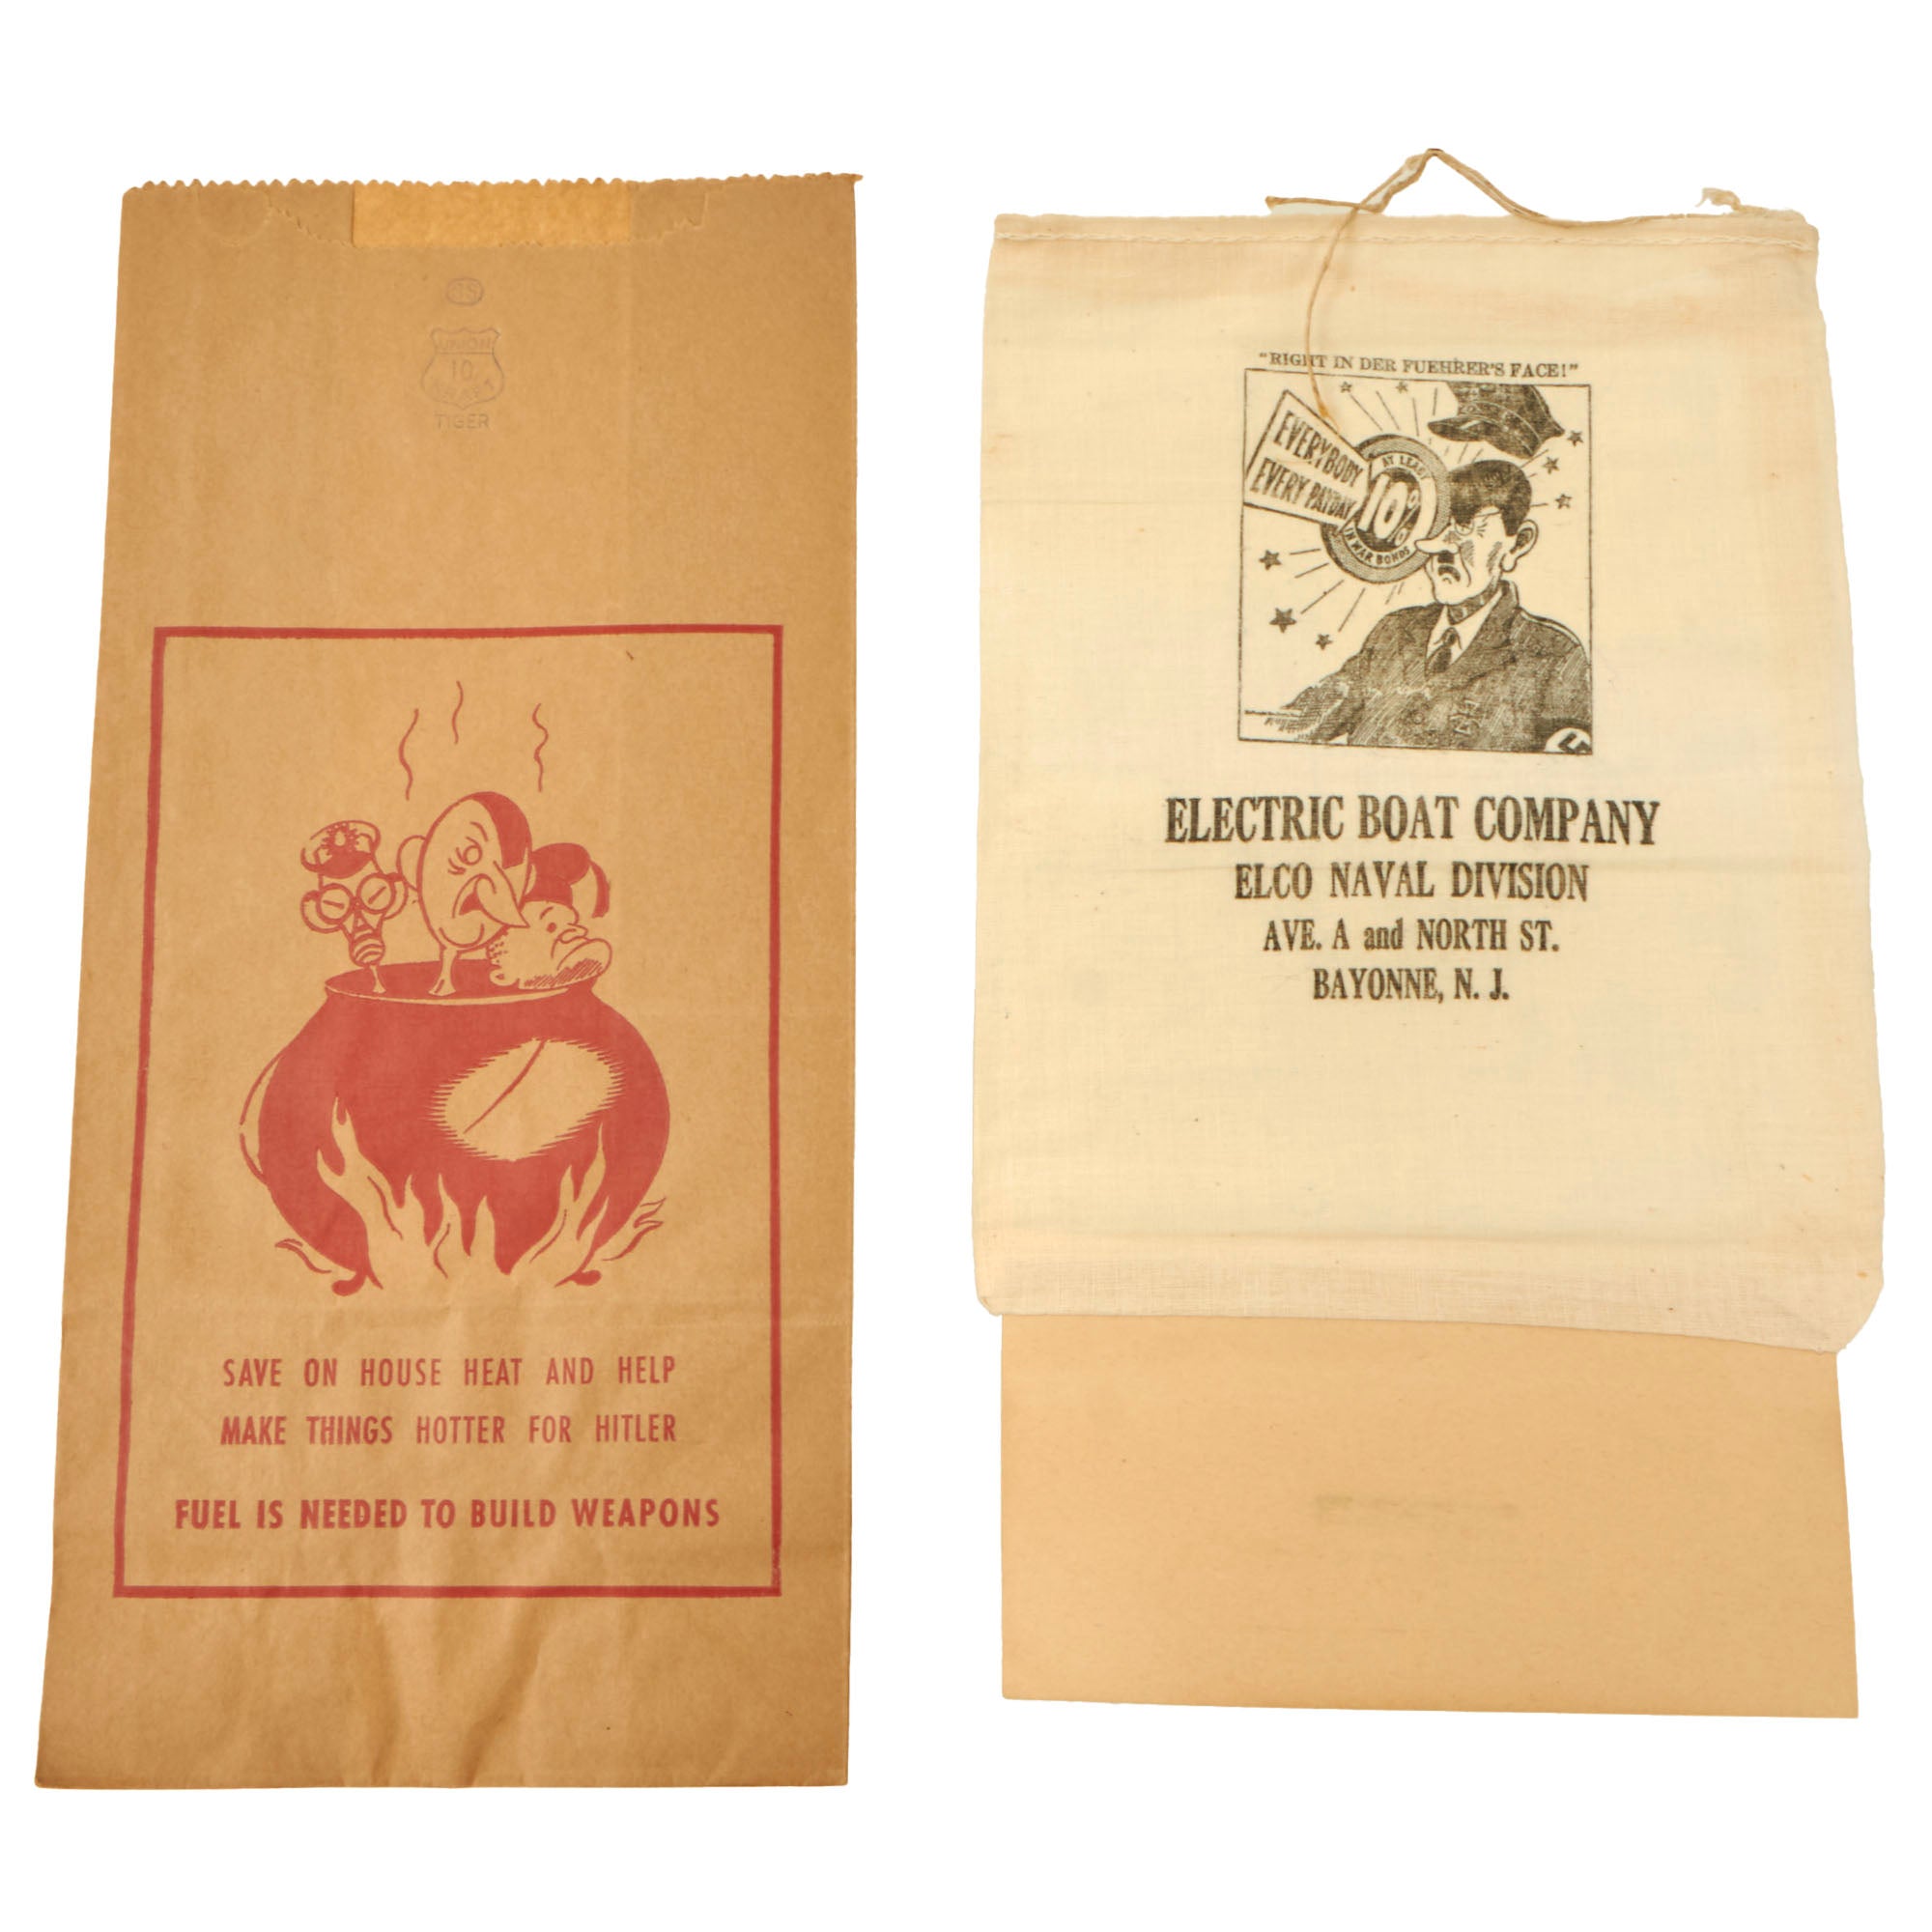 UNION
10
TIGER
SAVE ON HOUSE HEAT AND HELP
MAKE THINGS HOTTER FOR HITLER
FUEL IS NEEDED TO BUILD WEAPONS
"RIGHT IN DER FUEHRER'S FACE!"
EVERYBODY
EVERY PAYDAY
AT LEAST
10%
IN WAR BONDS
ELECTRIC BOAT COMPANY
ELCO NAVAL DIVISION
AVE. A and NORTH ST.
BAYONNE, N. J.